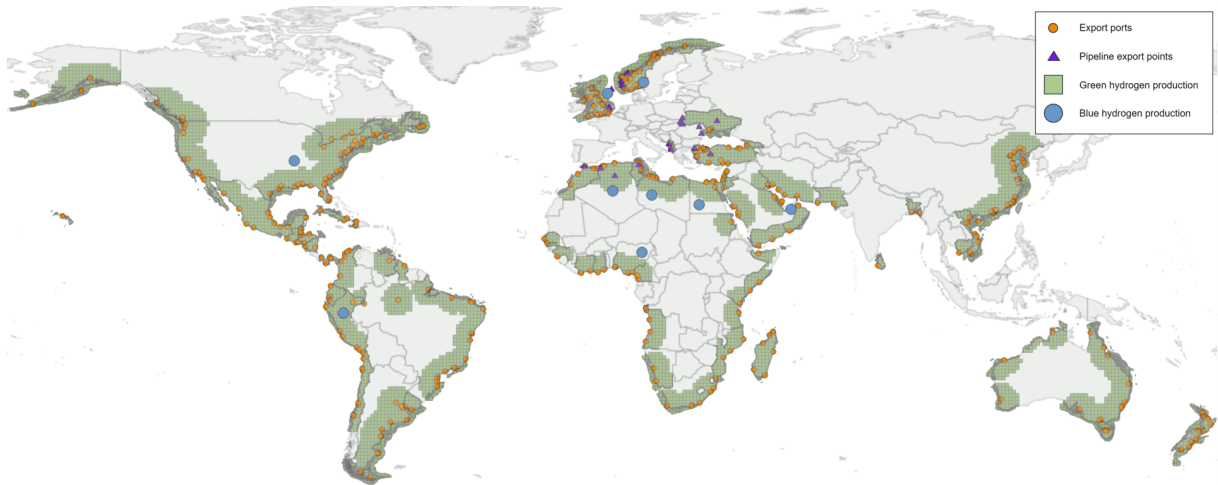 Export ports
Pipeline export points
Green hydrogen production
Blue hydrogen production